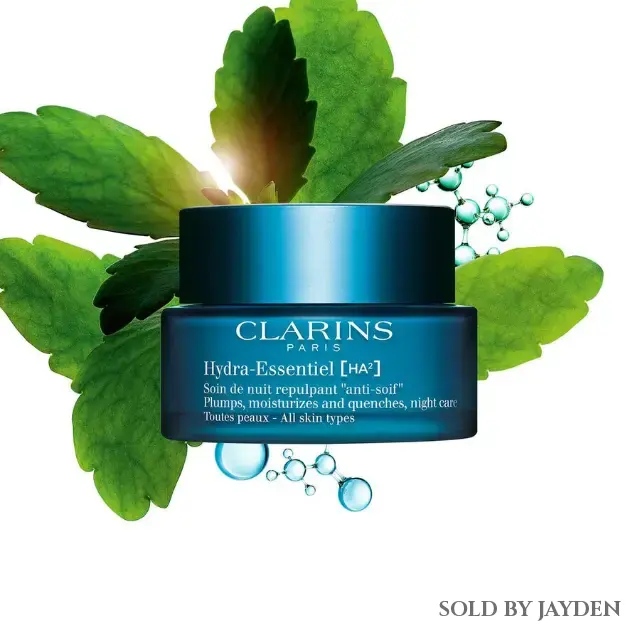 CLARINS
PARIS
Hydra-Essentiel [HA²]
Soin de nuit repulpant "anti-soif"
Plumps, moisturizes and quenches, night care
Toutes peaux - All skin types
SOLD BY JAYDEN